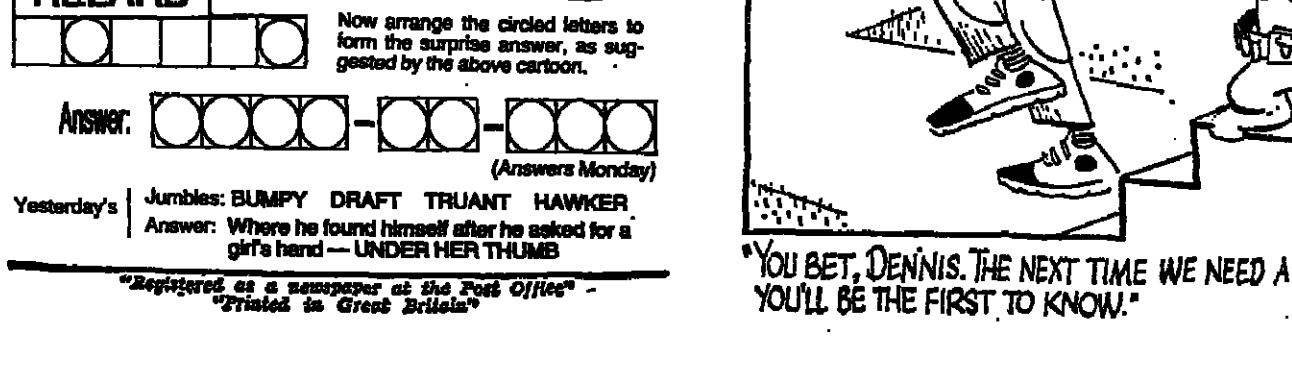 Now arrange the circled letters to
form the surprise answer, as sug-
gested by the above cartoon.
Answer:
(Answers Monday)
Yesterday's
Jumbles: BUMPY DRAFT TRUANT HAWKER
Answer: Where he found himself after he asked for a
girl's hand — UNDER HER THUMB
"Registered as a newspaper at the Post Office" -
"Printed in Great Britain"
"YOU BET, DENNIS. THE NEXT TIME WE NEED A
YOU'LL BE THE FIRST TO KNOW."